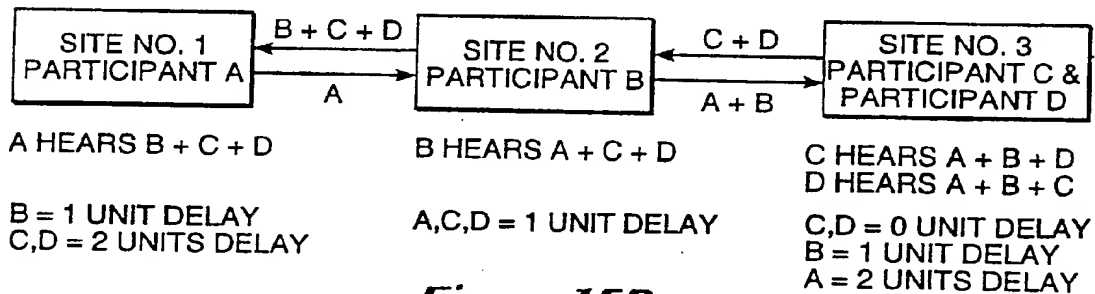 SITE NO. 1
PARTICIPANT A
B + C + D
A
SITE NO. 2
PARTICIPANT B
C + D
A + B
SITE NO. 3
PARTICIPANT C &
PARTICIPANT D
A HEARS B + C + D
B = 1 UNIT DELAY
C,D = 2 UNITS DELAY
B HEARS A + C + D
A,C,D = 1 UNIT DELAY
C HEARS A + B + D
D HEARS A + B + C
C,D = 0 UNIT DELAY
B = 1 UNIT DELAY
A = 2 UNITS DELAY